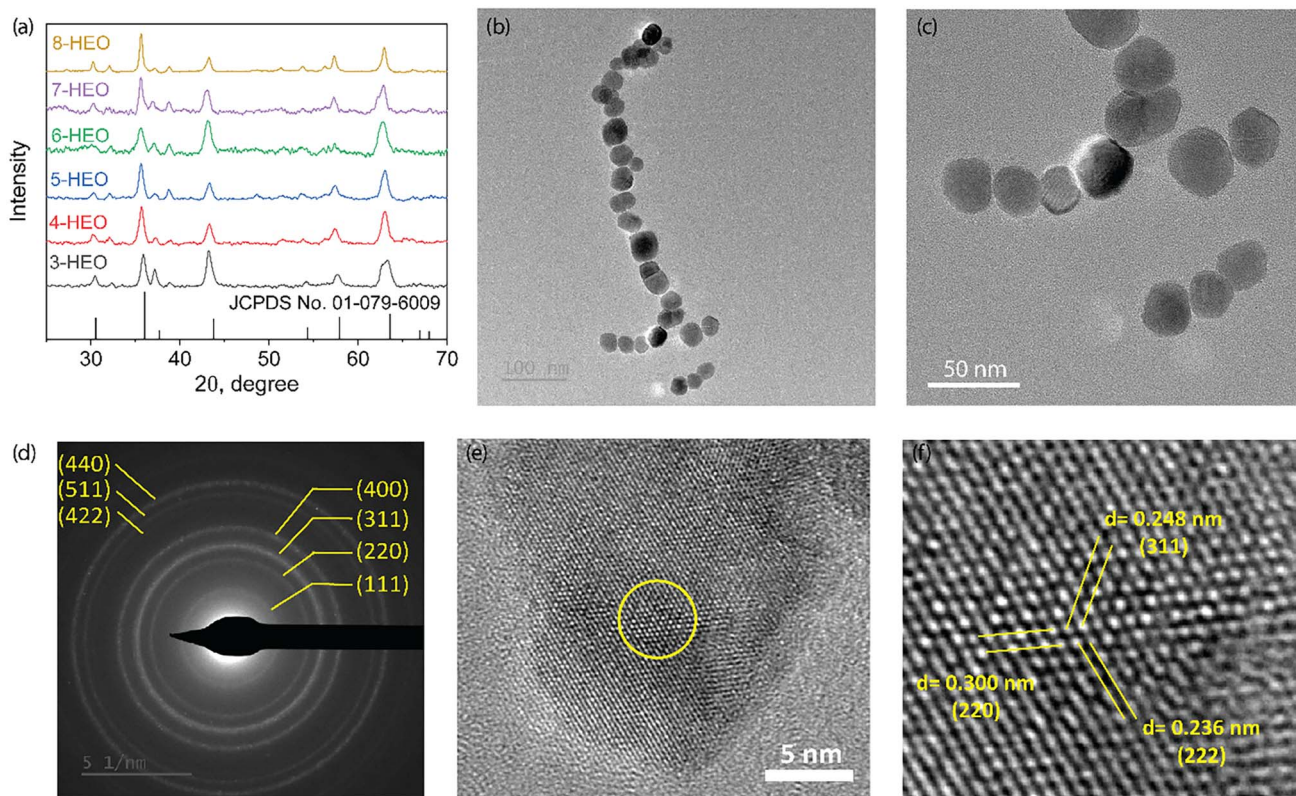 (a)
8-HEO
7-HEO
6-HEO
5-HEO
4-HEO
3-HEO
JCPDS No. 01-079-6009
Intensity
30 40 50 60 70
2θ, degree
(b)
100 nm
(c)
50 nm
(d)
(440)
(511)
(422)
(400)
(311)
(220)
(111)
5 1/nm
(e)
5 nm
(f)
d= 0.248 nm
(311)
d= 0.300 nm
(220)
d= 0.236 nm
(222)